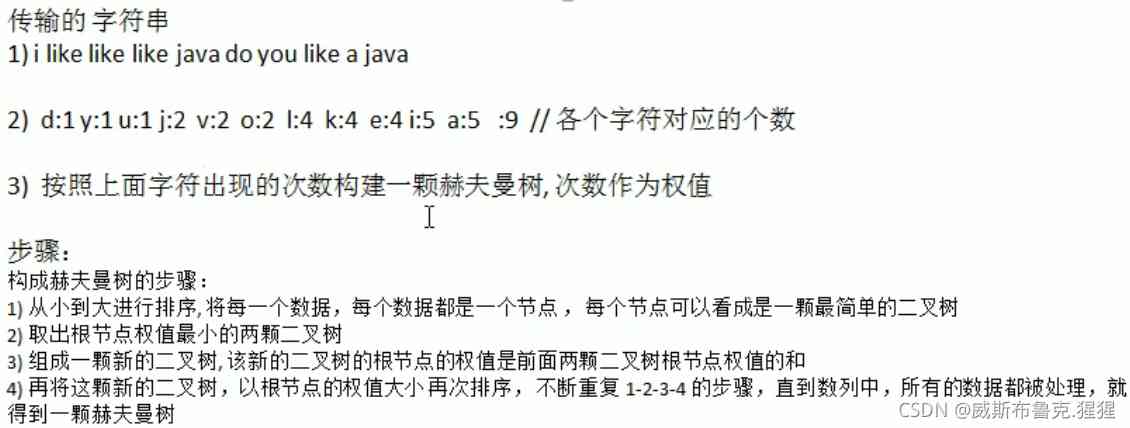 传输的 字符串
1) i like like like java do you like a java
2) d:1 y:1 u:1 j:2 v:2 o:2 l:4 k:4 e:4 i:5 a:5 :9 // 各个字符对应的个数
3) 按照上面字符出现的次数构建一颗赫夫曼树, 次数作为权值
步骤：
构成赫夫曼树的步骤：
1) 从小到大进行排序, 将每一个数据，每个数据都是一个节点 ，每个节点可以看成是一颗最简单的二叉树
2) 取出根节点权值最小的两颗二叉树
3) 组成一颗新的二叉树, 该新的二叉树的根节点的权值是前面两颗二叉树根节点权值的和
4) 再将这颗新的二叉树，以根节点的权值大小 再次排序， 不断重复 1-2-3-4 的步骤，直到数列中，所有的数据都被处理，就
得到一颗赫夫曼树
CSDN @威斯布鲁克.猩猩